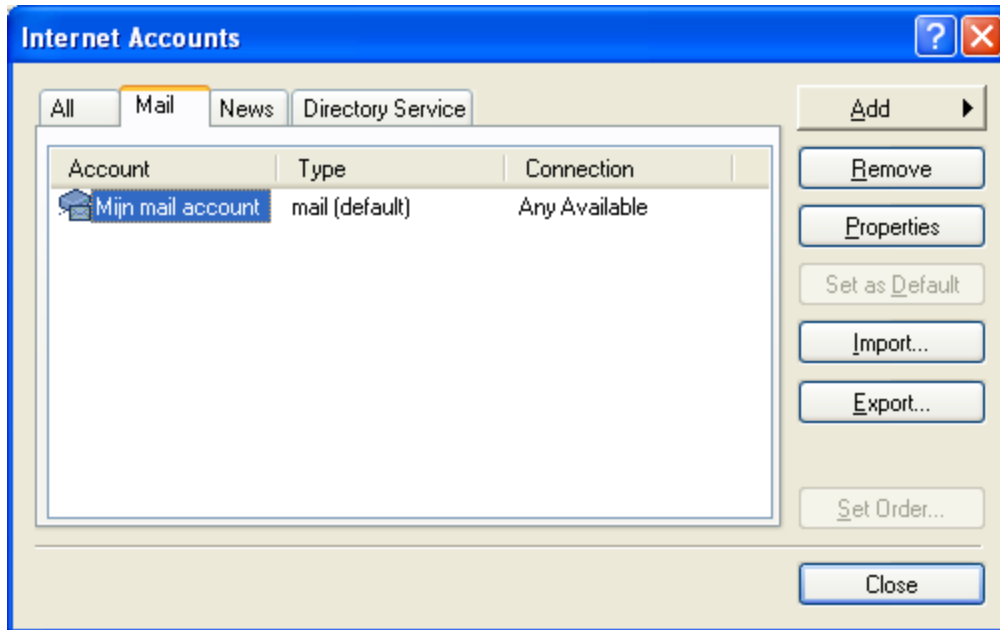 Internet Accounts
All Mail News Directory Service
Account Type Connection
Mijn mail account mail (default) Any Available
Add
Remove
Properties
Set as Default
Import...
Export...
Set Order...
Close